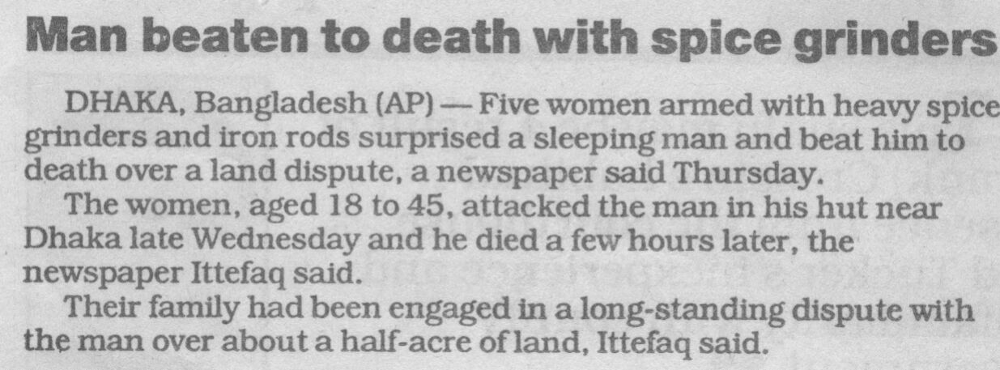 Man beaten to death with spice grinders
DHAKA, Bangladesh (AP) — Five women armed with heavy spice
grinders and iron rods surprised a sleeping man and beat him to
death over a land dispute, a newspaper said Thursday.
The women, aged 18 to 45, attacked the man in his hut near
Dhaka late Wednesday and he died a few hours later, the
newspaper Ittefaq said.
Their family had been engaged in a long-standing dispute with
the man over about a half-acre of land, Ittefaq said.